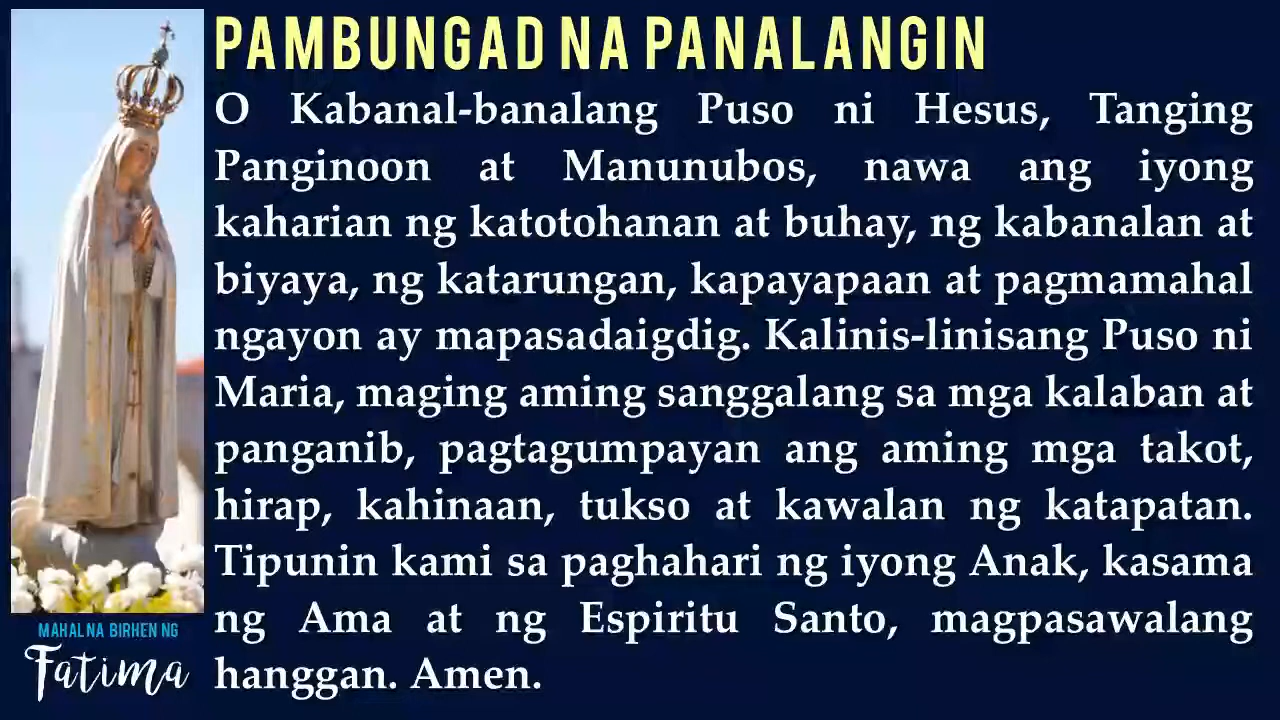 PAMBUNGAD NA PANALANGIN
O Kabanal-banalang Puso ni Hesus, Tanging
Panginoon at Manunubos, nawa ang iyong
kaharian ng katotohanan at buhay, ng kabanalan at
biyaya, ng katarungan, kapayapaan at pagmamahal
ngayon ay mapasadaigdig. Kalinis-linisang Puso ni
Maria, maging aming sanggalang sa mga kalaban at
panganib, pagtagumpayan ang aming mga takot,
hirap, kahinaan, tukso at kawalan ng katapatan.
Tipunin kami sa paghahari ng iyong Anak, kasama
ng Ama at ng Espiritu Santo, magpasawalang
hanggan. Amen.
MAHAL NA BIRHEN NG
Fatima